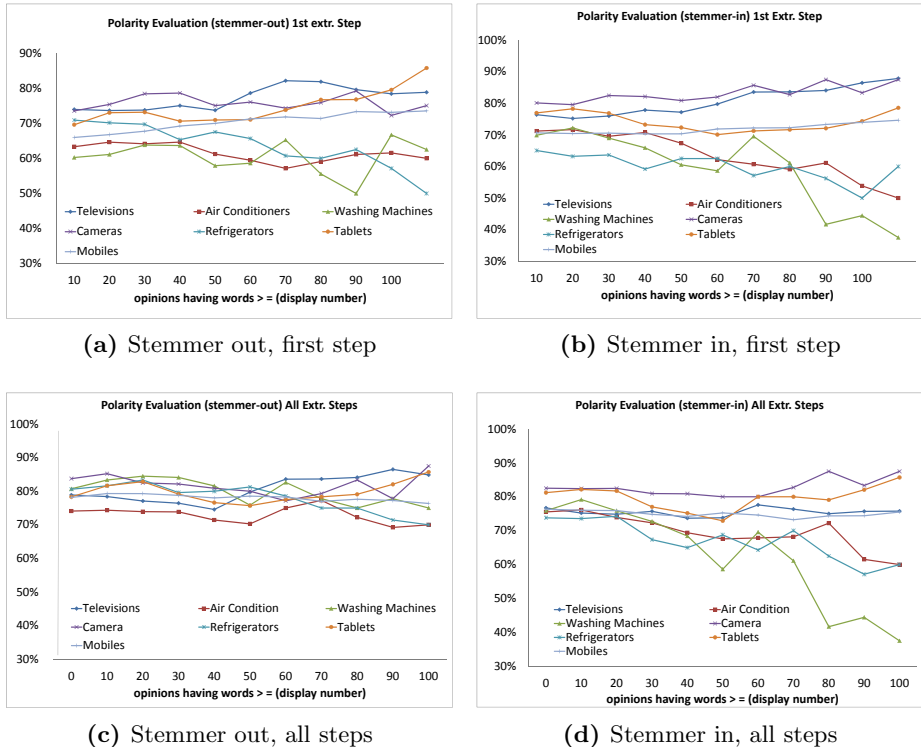 Polarity Evaluation (stemmer-out) 1st extr. Step
90%
80%
70%
60%
50%
40%
30%
Televisions Air Conditioners Washing Machines
Cameras Refrigerators Tablets
Mobiles
10 20 30 40 50 60 70 80 90 100
opinions having words > = (display number)
(a) Stemmer out, first step
Polarity Evaluation (stemmer-in) 1st Extr. Step
100%
90%
80%
70%
60%
50%
40%
30%
Televisions Air Conditioners
Washing Machines Cameras
Refrigerators Tablets
Mobiles
10 20 30 40 50 60 70 80 90 100
opinions having words > = (display number)
(b) Stemmer in, first step
Polarity Evaluation (stemmer-out) All Extr. Steps
100%
90%
80%
70%
60%
50%
40%
30%
Televisions Air Condition Washing Machines
Camera Refrigerators Tablets
Mobiles
0 10 20 30 40 50 60 70 80 90 100
opinions having words > = (display number)
(c) Stemmer out, all steps
Polarity Evaluation (stemmer-in) All Extr. Steps
100%
90%
80%
70%
60%
50%
40%
30%
Televisions Air Condition
Washing Machines Camera
Refrigerators Tablets
Mobiles
0 10 20 30 40 50 60 70 80 90 100
opinions having words > = (display number)
(d) Stemmer in, all steps